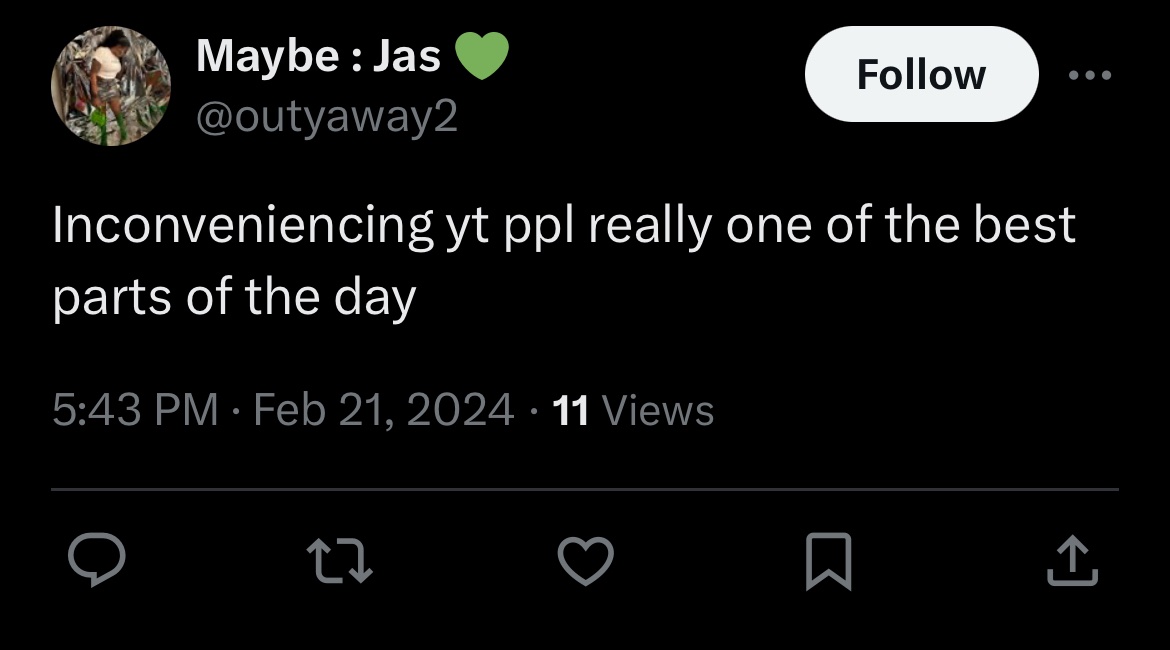 Maybe : Jas 💚
@outyaway2
Follow
Inconveniencing yt ppl really one of the best
parts of the day
5:43 PM · Feb 21, 2024 · 11 Views